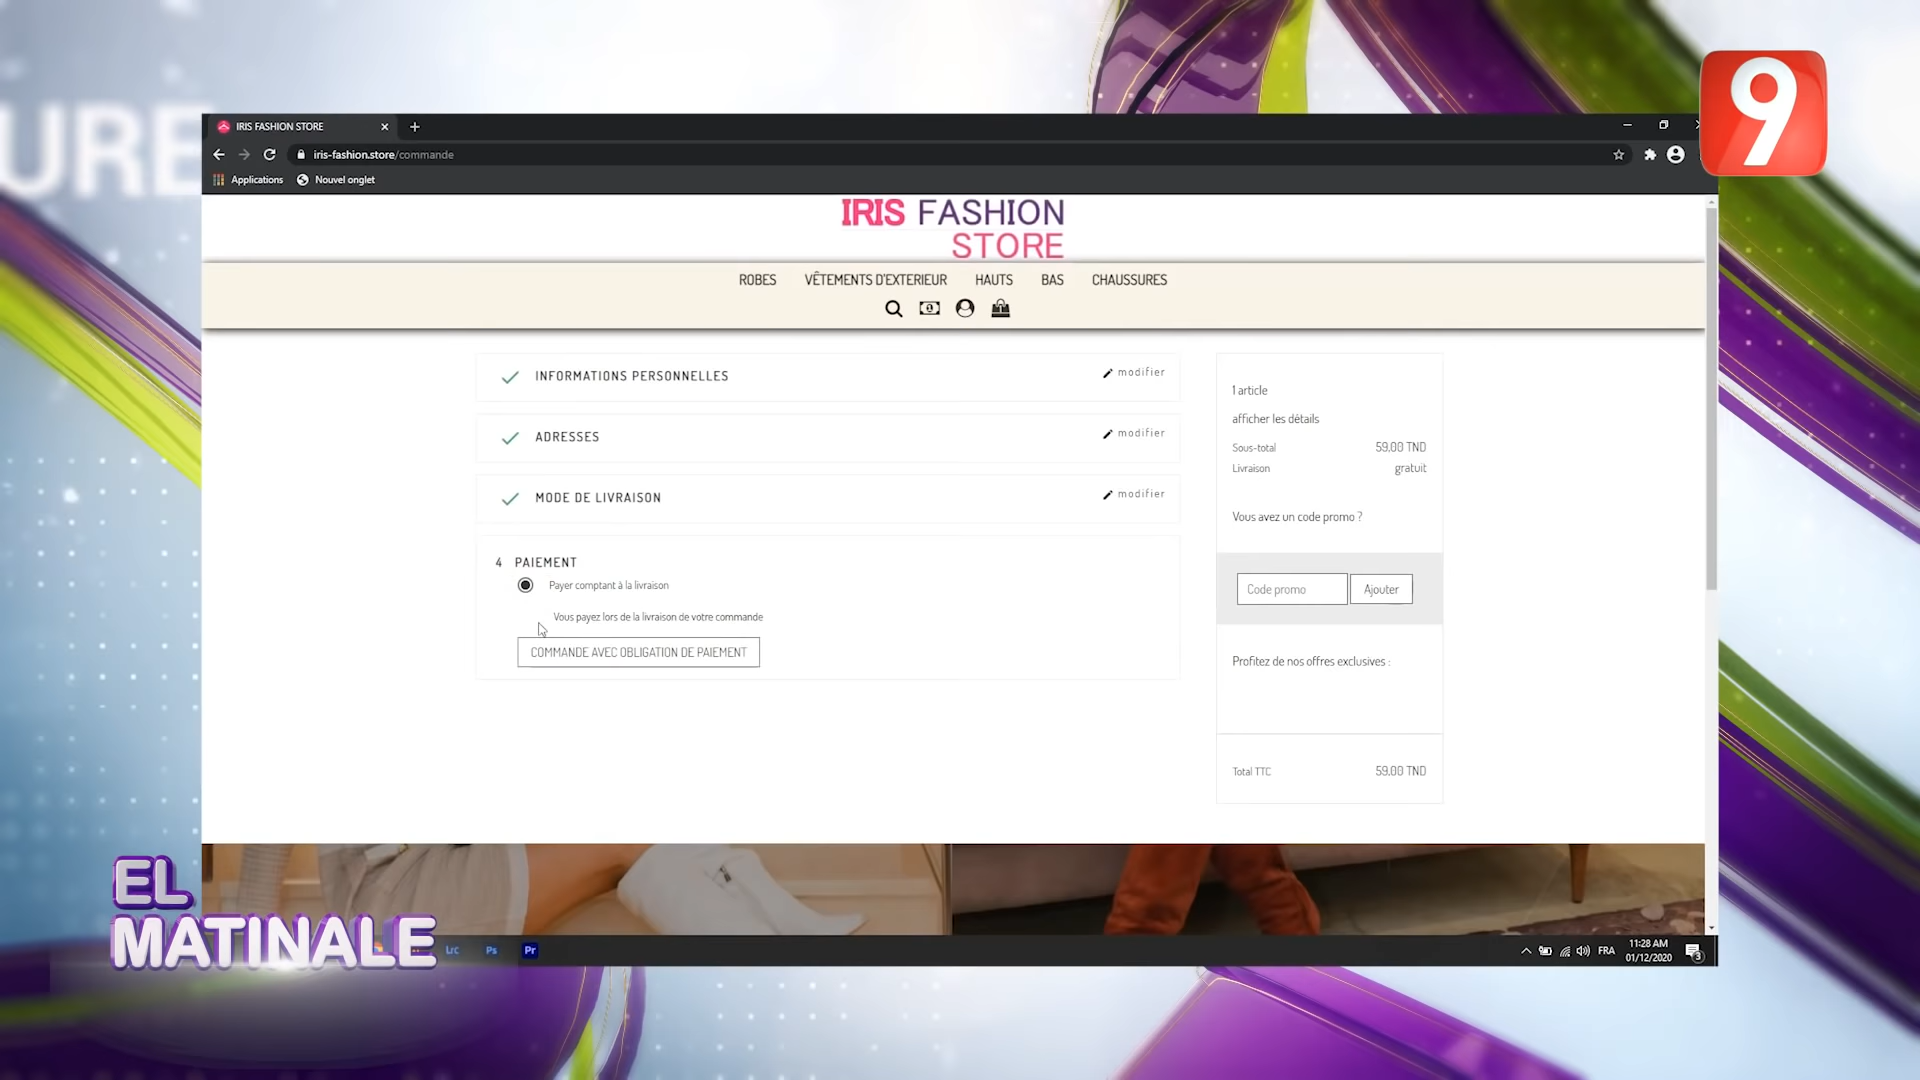 URE
9
IRIS FASHION STORE
iris-fashion.store/commande
Applications
Nouvel onglet
IRIS FASHION
STORE
ROBES
VÊTEMENTS D'EXTERIEUR
HAUTS
BAS
CHAUSSURES
INFORMATIONS PERSONNELLES
modifier
ADRESSES
modifier
MODE DE LIVRAISON
modifier
4 PAIEMENT
Payer comptant à la livraison
Vous payez lors de la livraison de votre commande
COMMANDE AVEC OBLIGATION DE PAIEMENT
1 article
afficher les détails
Sous-total 59,00 TND
Livraison gratuit
Vous avez un code promo ?
Code promo
Ajouter
Profitez de nos offres exclusives :
Total TTC 59,00 TND
EL
MATINALE
Lrc
Ps
Pr
FRA
11:28 AM
01/12/2020
3